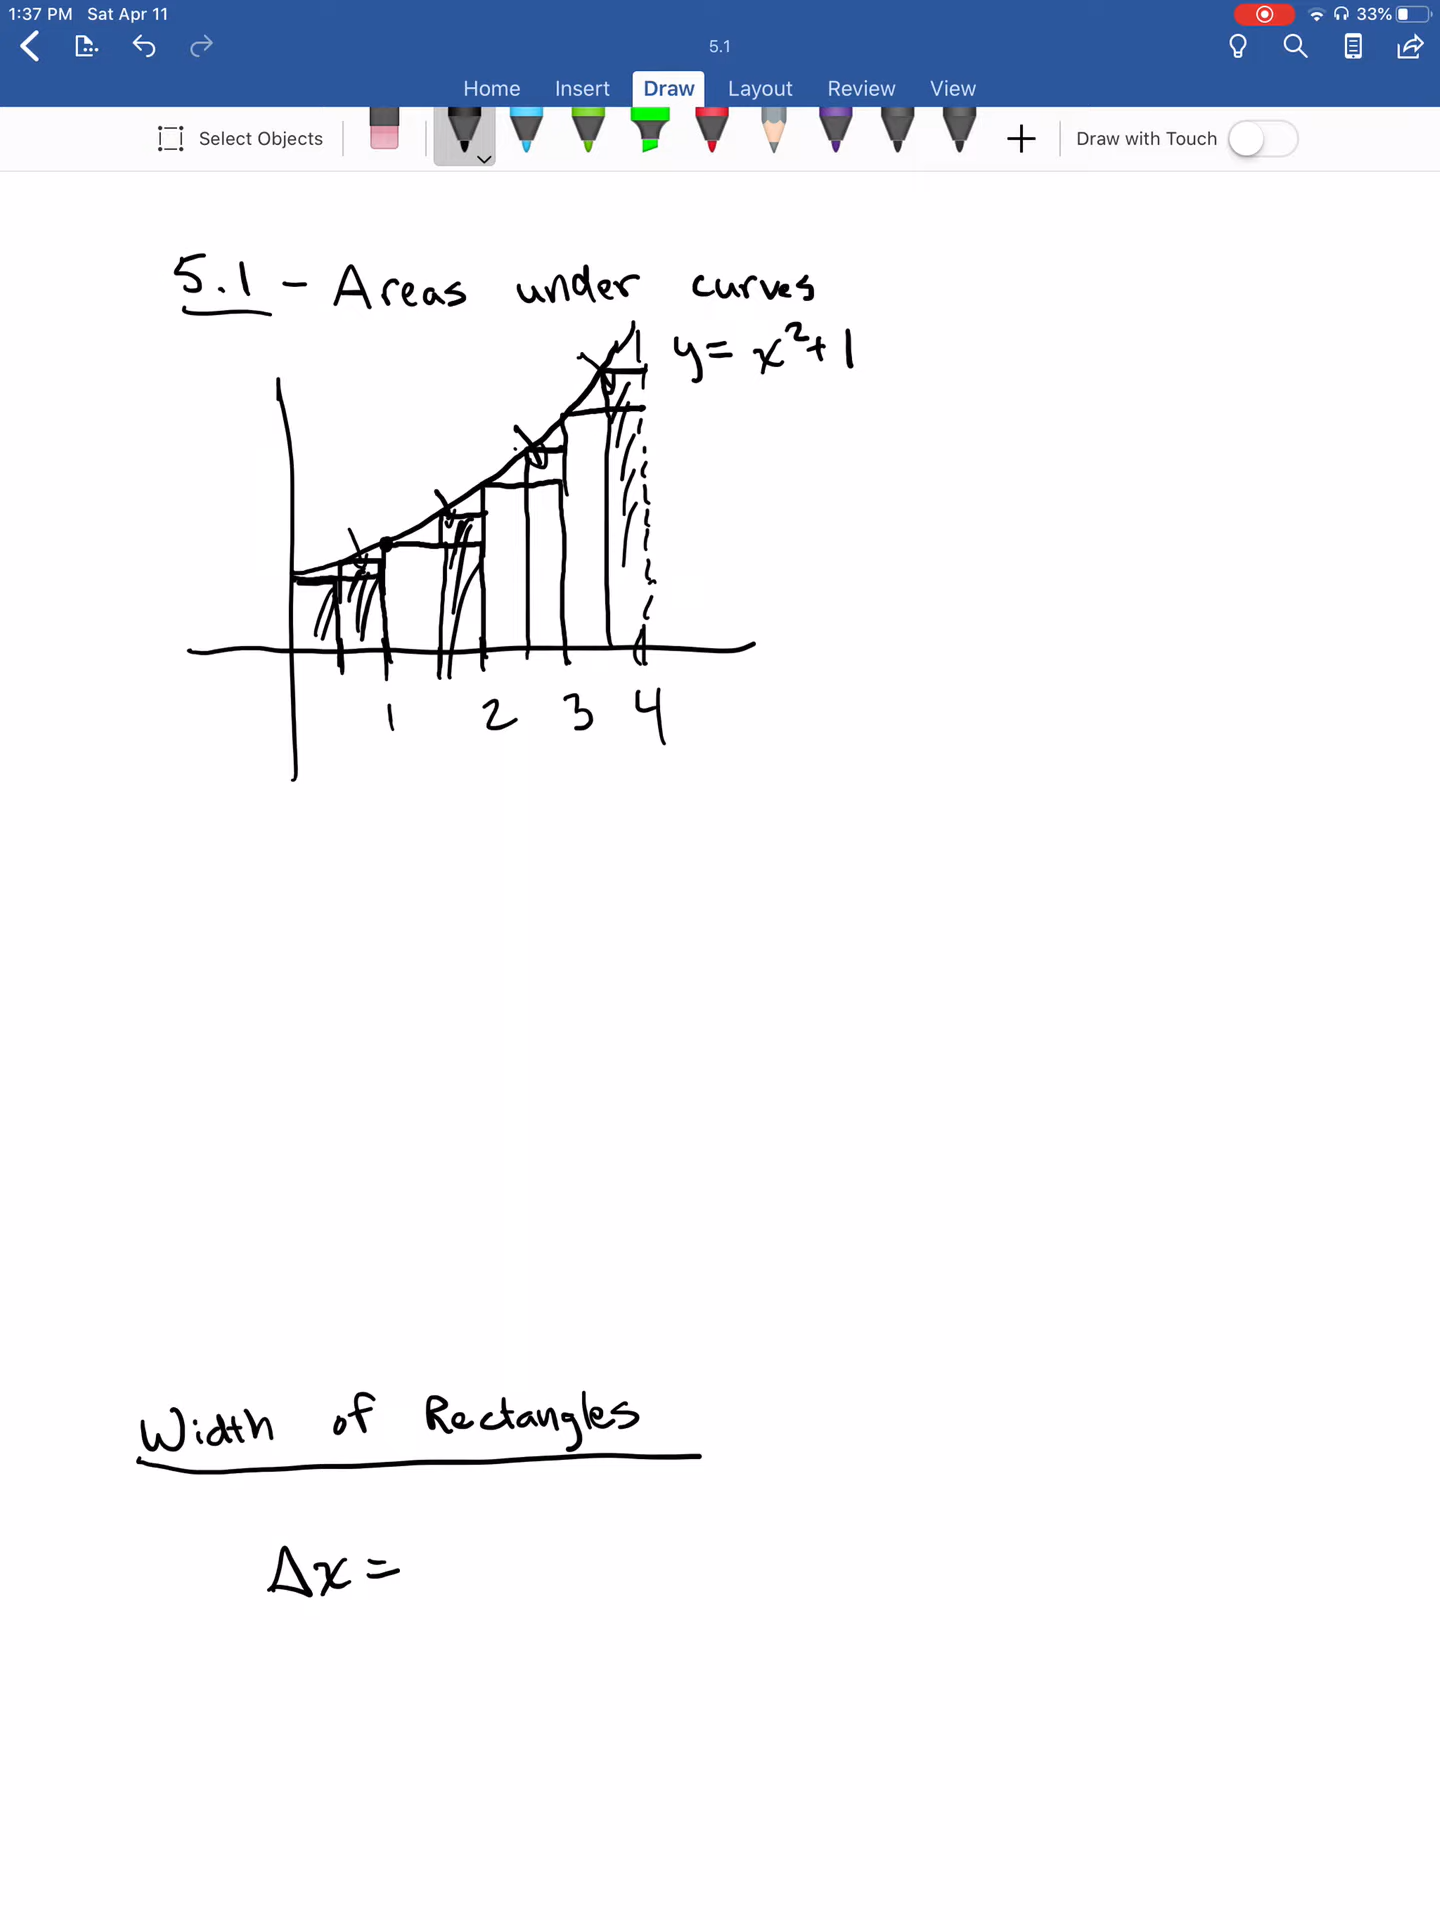 1:37 PM Sat Apr 11 33%
5.1
Home Insert Draw Layout Review View
Select Objects Draw with Touch
5.1 - Areas under curves
y = x² + 1
1 2 3 4
Width of Rectangles
Δx =